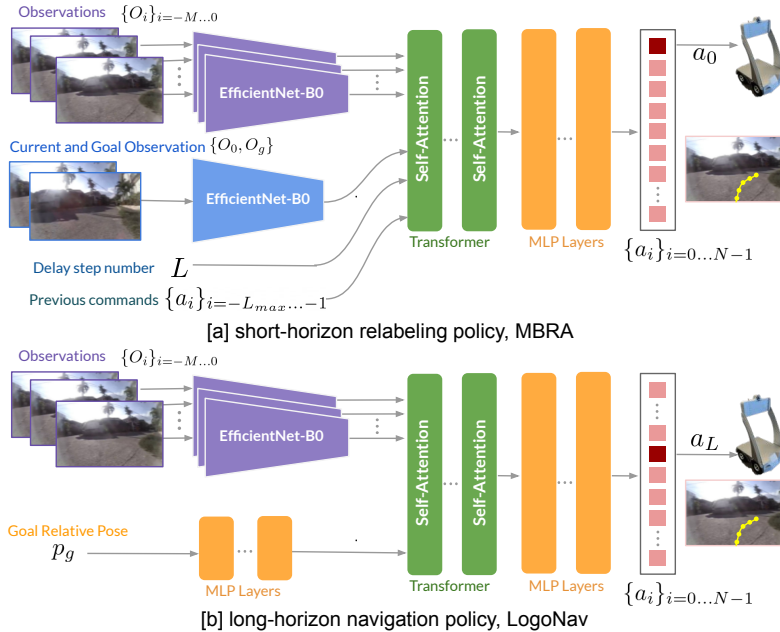 Observations {O_i}_{i=-M...0}
EfficientNet-B0
Self-Attention
...
Self-Attention
Transformer
...
MLP Layers
a_0
{a_i}_{i=0...N-1}
Current and Goal Observation {O_0, O_g}
EfficientNet-B0
Delay step number L
Previous commands {a_i}_{i=-L_{max}...-1}
[a] short-horizon relabeling policy, MBRA
Observations {O_i}_{i=-M...0}
EfficientNet-B0
Self-Attention
...
Self-Attention
Transformer
...
MLP Layers
a_L
{a_i}_{i=0...N-1}
Goal Relative Pose
p_g
...
MLP Layers
[b] long-horizon navigation policy, LogoNav